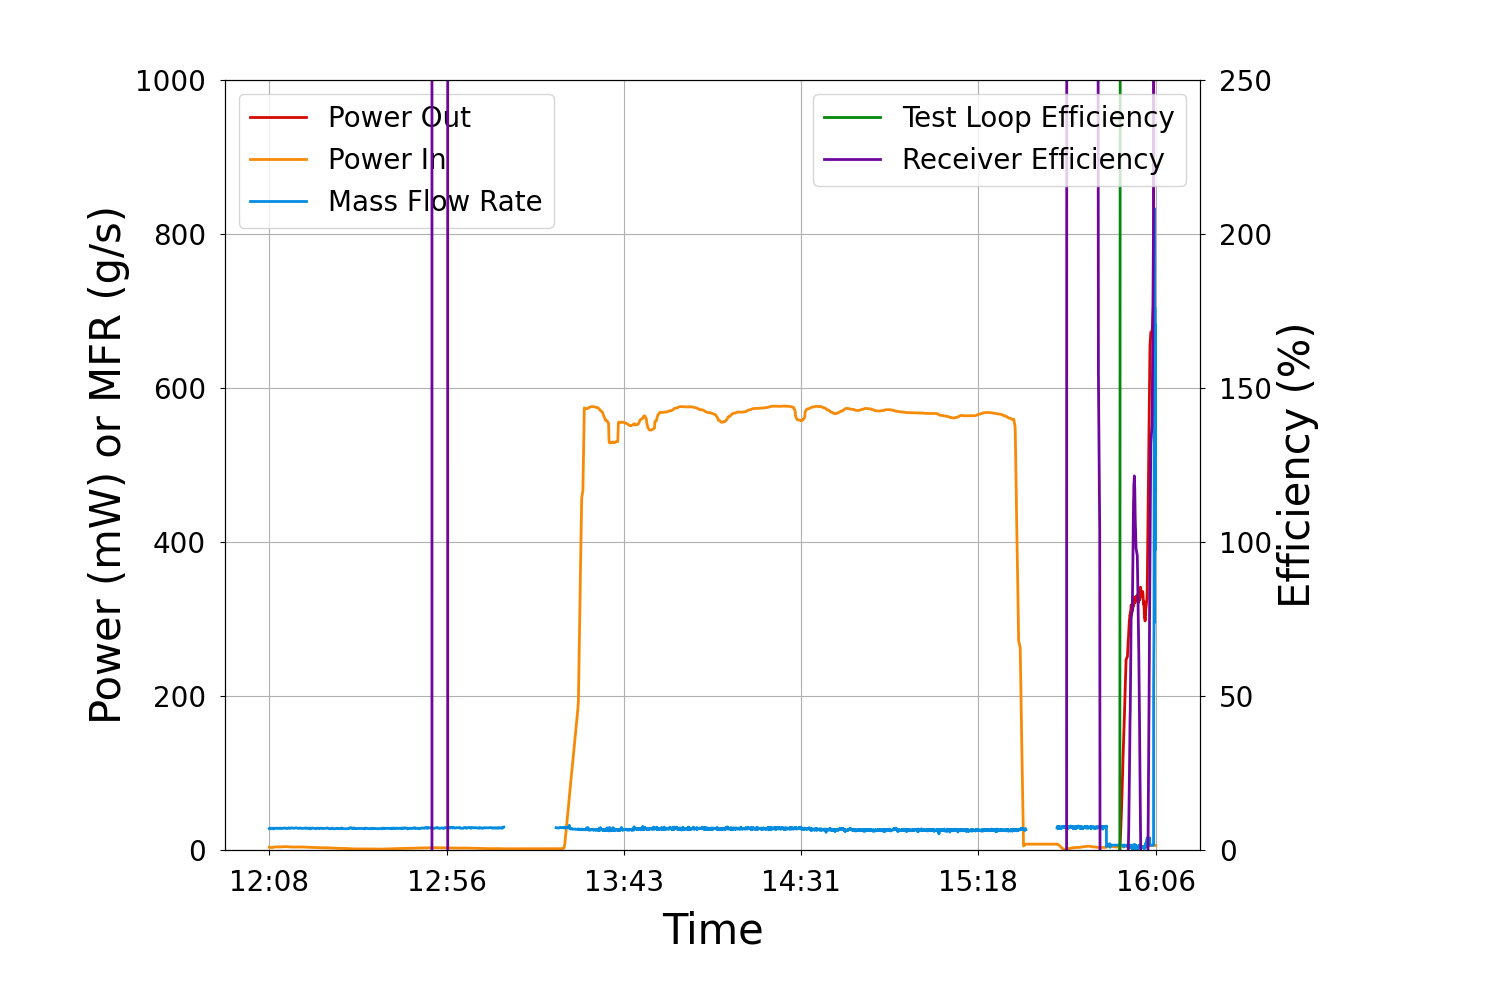 Power Out
Power In
Mass Flow Rate
Test Loop Efficiency
Receiver Efficiency
1000
800
600
400
200
0
Power (mW) or MFR (g/s)
250
200
150
100
50
0
Efficiency (%)
12:08 12:56 13:43 14:31 15:18 16:06
Time